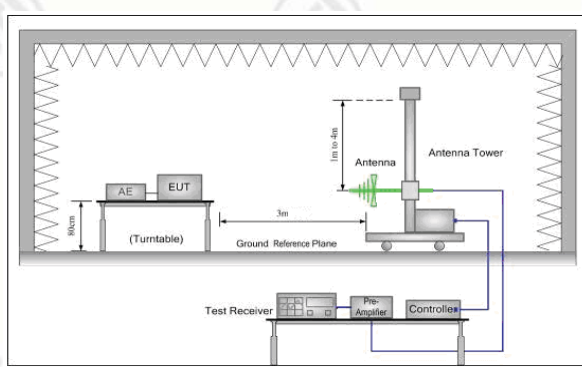 1m to 4m
Antenna
Antenna Tower
AE
EUT
3m
80cm
(Turntable)
Ground Reference Plane
Test Receiver
Pre-
Amplifier
Controller